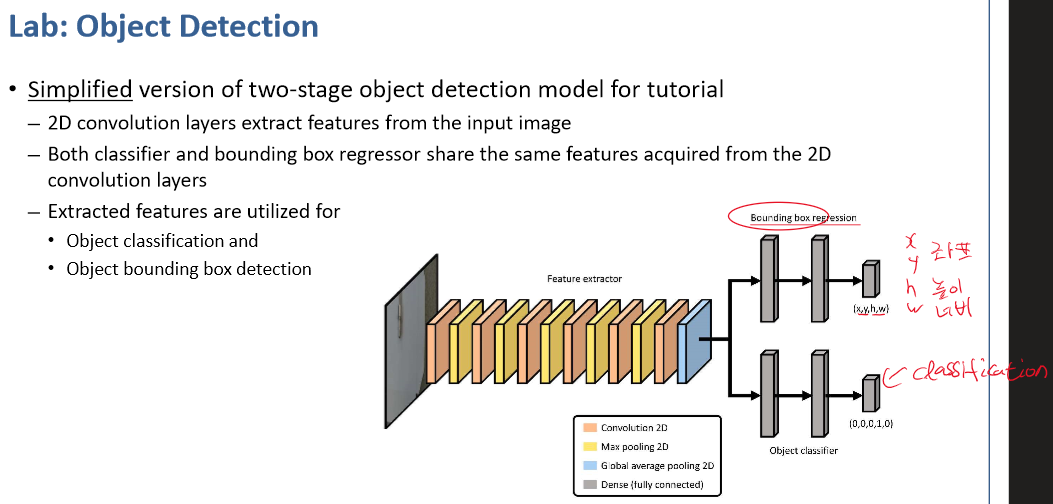 Lab: Object Detection
• Simplified version of two-stage object detection model for tutorial
– 2D convolution layers extract features from the input image
– Both classifier and bounding box regressor share the same features acquired from the 2D
convolution layers
– Extracted features are utilized for
• Object classification and
• Object bounding box detection
Feature extractor
Bounding box regression
(x,y,h,w)
x
y 좌표
h 높이
w 너비
classification
(0,0,0,1,0)
Object classifier
Convolution 2D
Max pooling 2D
Global average pooling 2D
Dense (fully connected)